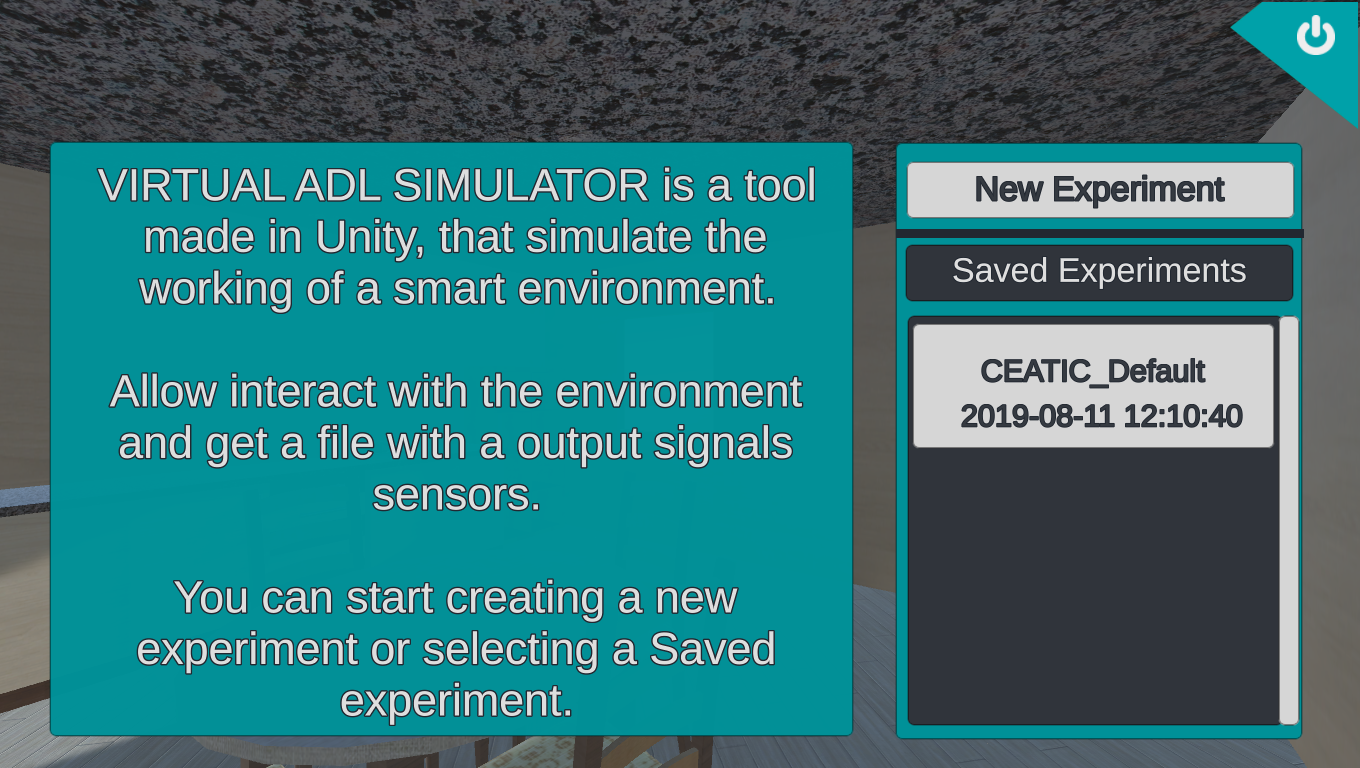 VIRTUAL ADL SIMULATOR is a tool
made in Unity, that simulate the
working of a smart environment.
Allow interact with the environment
and get a file with a output signals
sensors.
You can start creating a new
experiment or selecting a Saved
experiment.
New Experiment
Saved Experiments
CEATIC_Default
2019-08-11 12:10:40